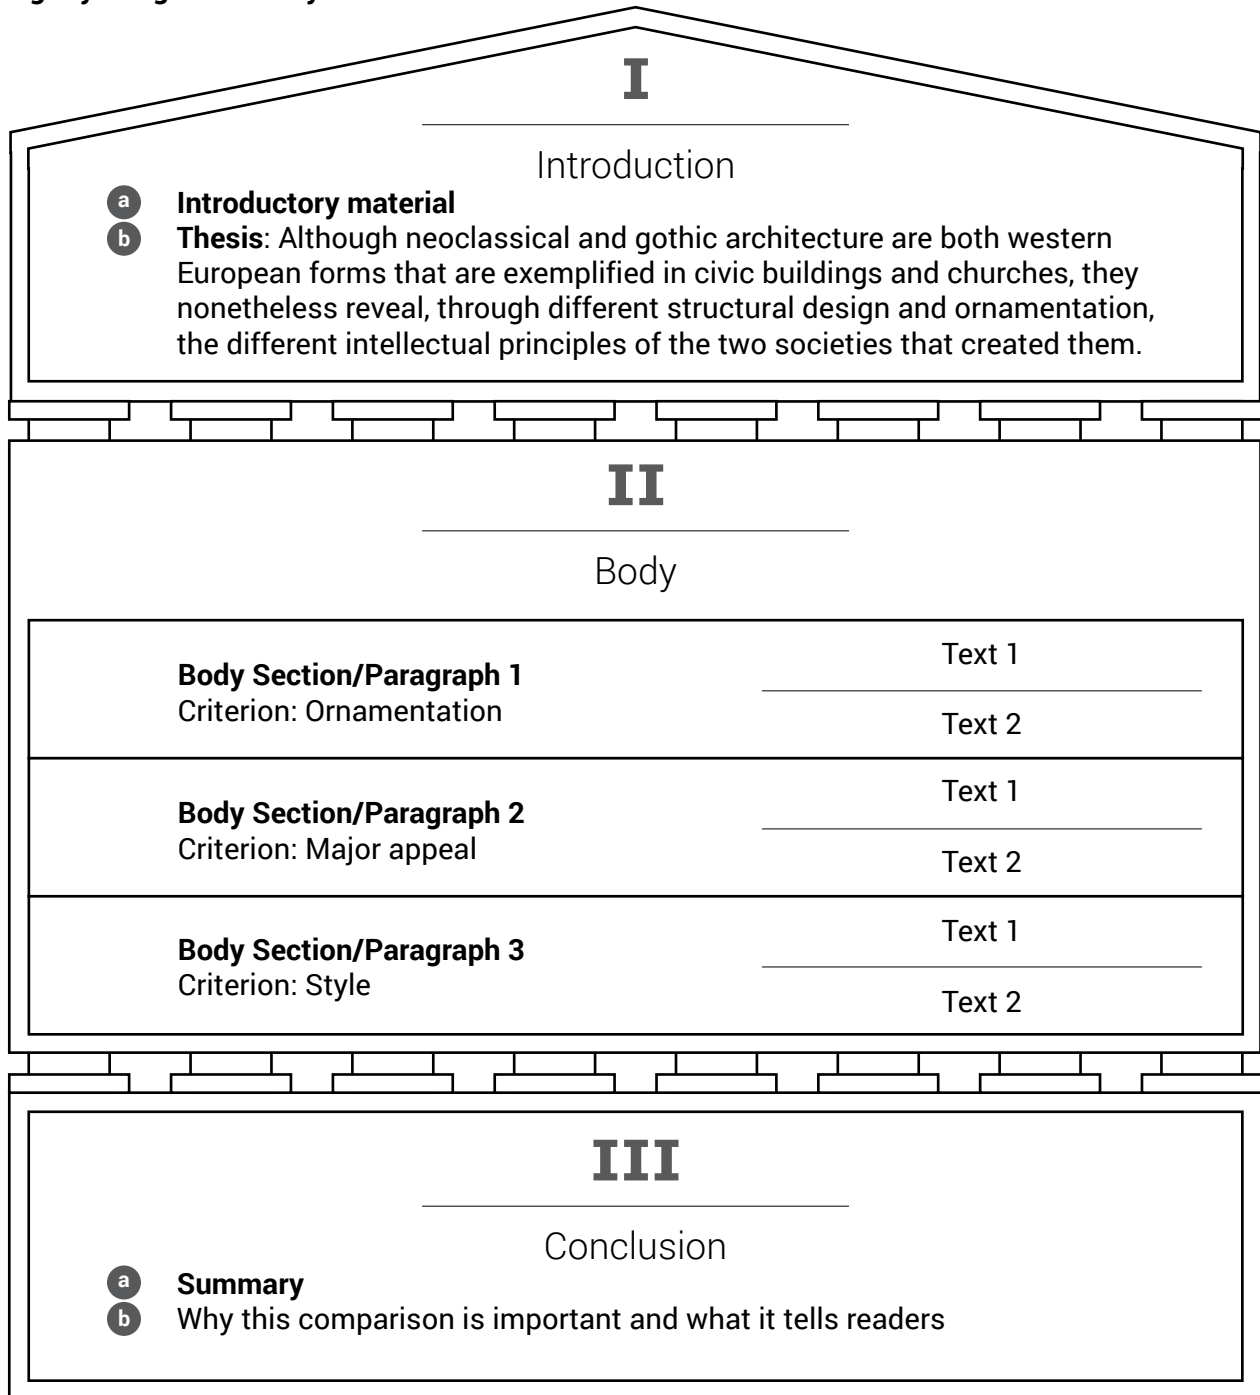 I
Introduction
a Introductory material
b Thesis: Although neoclassical and gothic architecture are both western
European forms that are exemplified in civic buildings and churches, they
nonetheless reveal, through different structural design and ornamentation,
the different intellectual principles of the two societies that created them.
II
Body
Body Section/Paragraph 1
Criterion: Ornamentation
Text 1
Text 2
Body Section/Paragraph 2
Criterion: Major appeal
Text 1
Text 2
Body Section/Paragraph 3
Criterion: Style
Text 1
Text 2
III
Conclusion
a Summary
b Why this comparison is important and what it tells readers